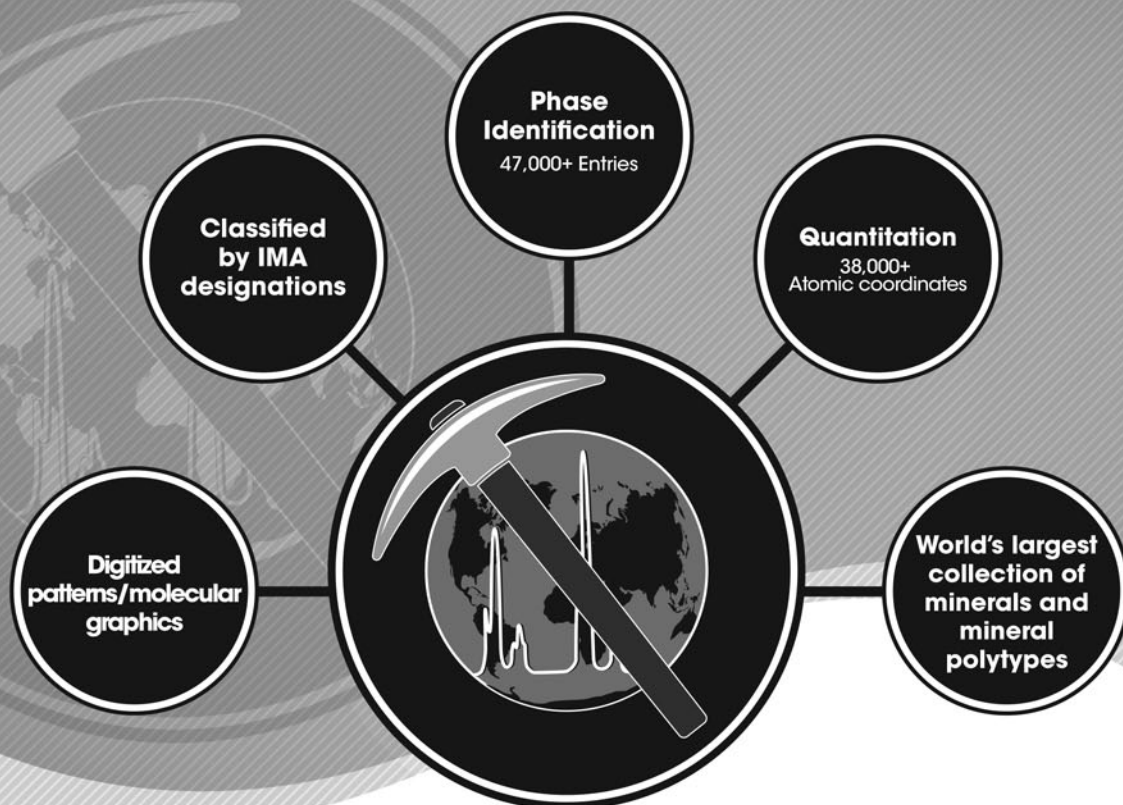 Phase
Identification
47,000+ Entries
Classified
by IMA
designations
Quantitation
38,000+
Atomic coordinates
Digitized
patterns/molecular
graphics
World's largest
collection of
minerals and
mineral
polytypes